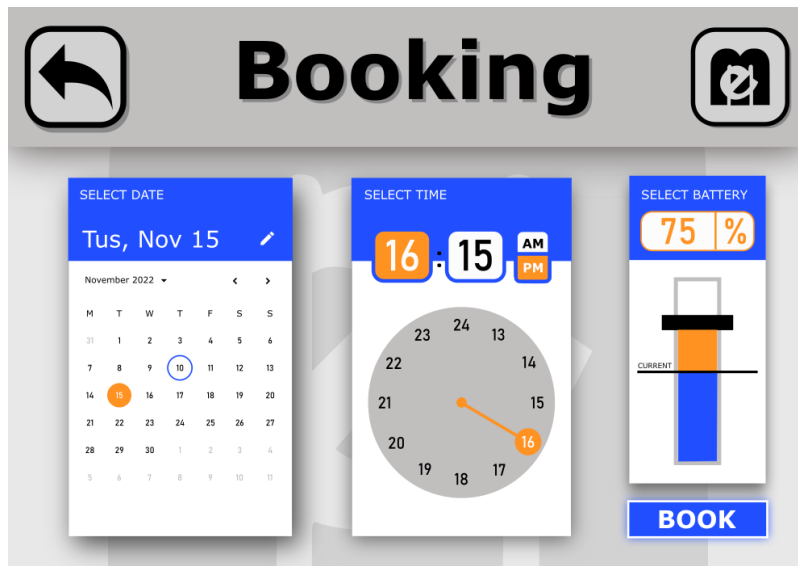 Booking
me
SELECT DATE
Tus, Nov 15
November 2022
M T W T F S S
31 1 2 3 4 5 6
7 8 9 10 11 12 13
14 15 16 17 18 19 20
21 22 23 24 25 26 27
28 29 30 1 2 3 4
5 6 7 8 9 10 11
SELECT TIME
16 : 15
AM
PM
24
23 13
22 14
21 15
20 16
19 17
18
SELECT BATTERY
75 %
CURRENT
BOOK